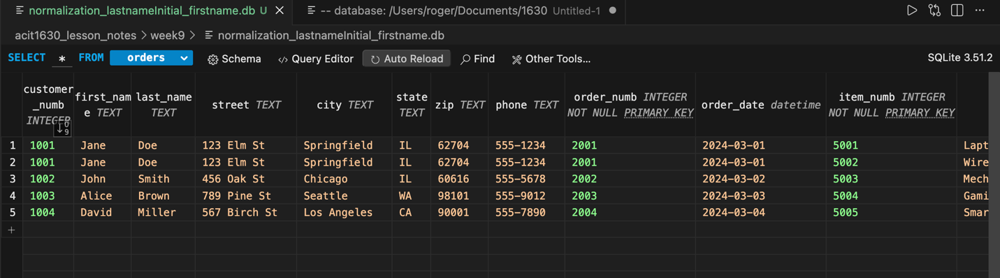 normalization_lastnameInitial_firstname.db U
-- database: /Users/roger/Documents/1630 Untitled-1
acit1630_lesson_notes > week9 > normalization_lastnameInitial_firstname.db
SELECT * FROM orders Schema Query Editor Auto Reload Find Other Tools... SQLite 3.51.2
customer_numb INTEGER first_name TEXT last_name TEXT street TEXT city TEXT state TEXT zip TEXT phone TEXT order_numb INTEGER NOT NULL PRIMARY KEY order_date datetime item_numb INTEGER NOT NULL PRIMARY KEY
1 1001 Jane Doe 123 Elm St Springfield IL 62704 555-1234 2001 2024-03-01 5001 Lapt
2 1001 Jane Doe 123 Elm St Springfield IL 62704 555-1234 2001 2024-03-01 5002 Wire
3 1002 John Smith 456 Oak St Chicago IL 60616 555-5678 2002 2024-03-02 5003 Mech
4 1003 Alice Brown 789 Pine St Seattle WA 98101 555-9012 2003 2024-03-03 5004 Gami
5 1004 David Miller 567 Birch St Los Angeles CA 90001 555-7890 2004 2024-03-04 5005 Smar